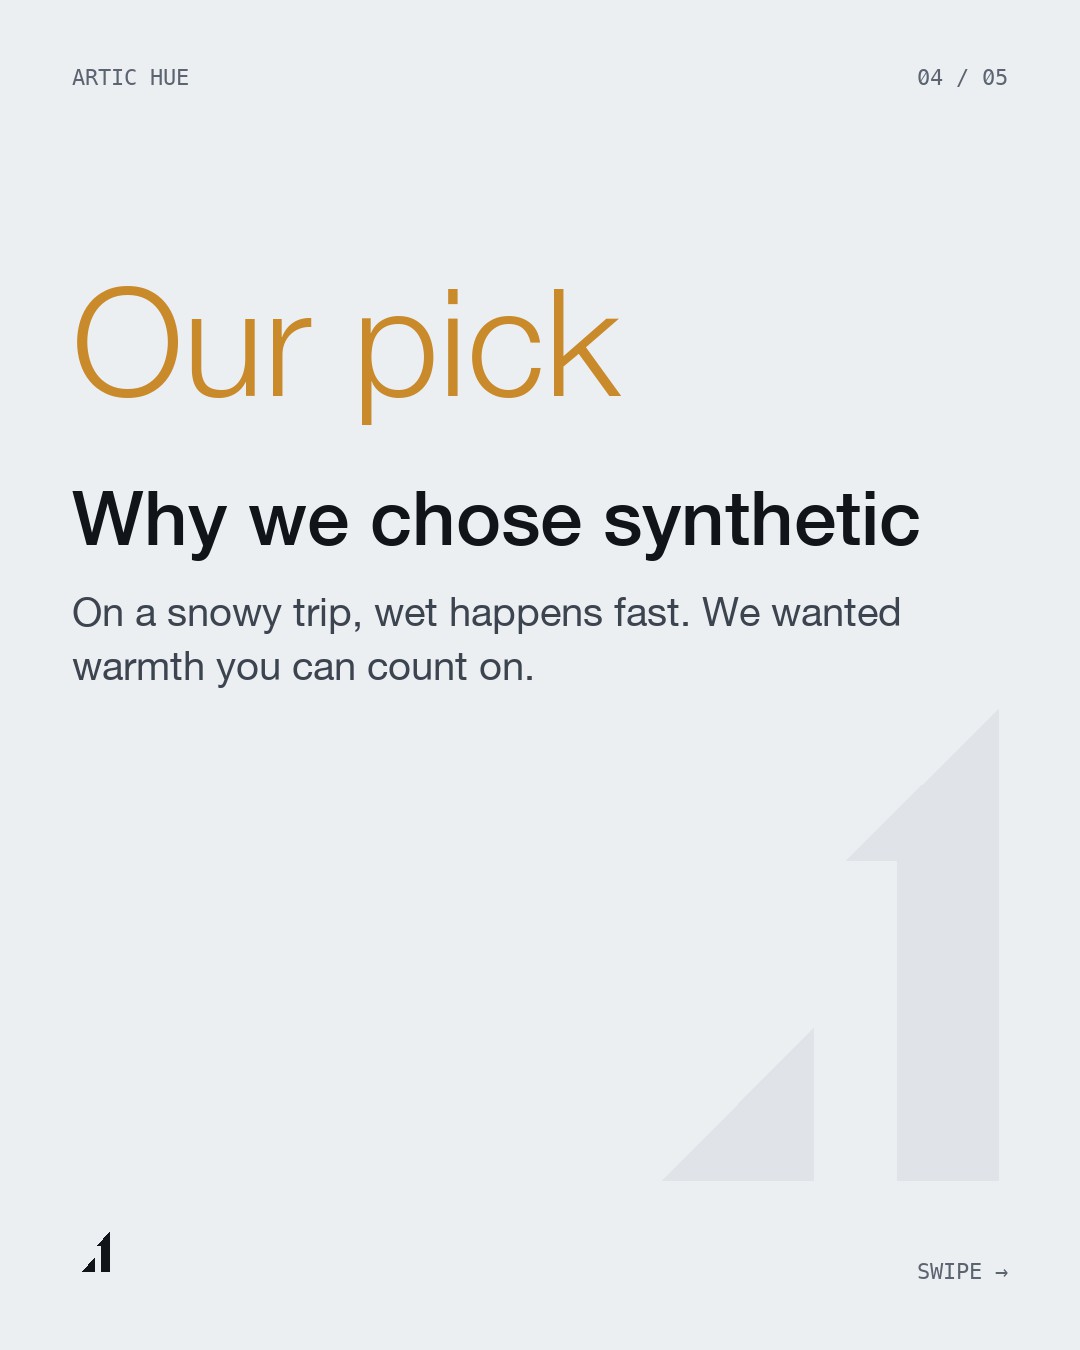 ARTIC HUE
04 / 05
Our pick
Why we chose synthetic
On a snowy trip, wet happens fast. We wanted
warmth you can count on.
SWIPE →